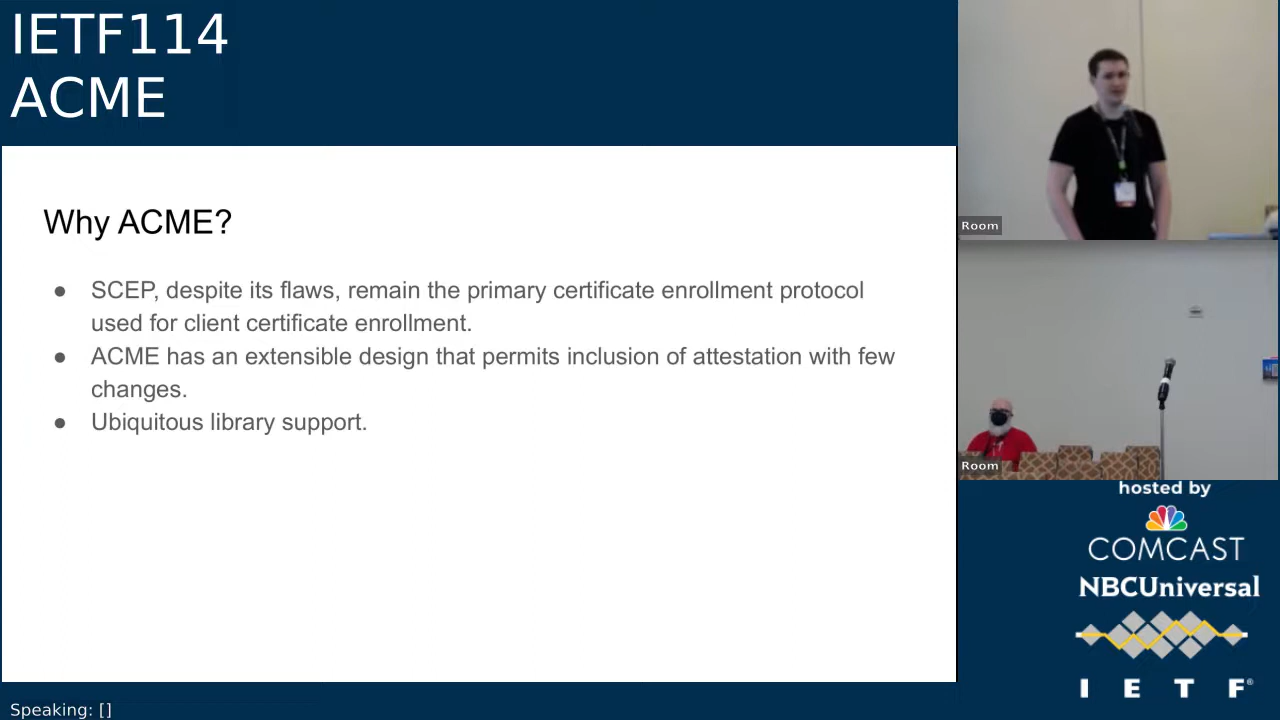 IETF114
ACME
Why ACME?
● SCEP, despite its flaws, remain the primary certificate enrollment protocol
used for client certificate enrollment.
● ACME has an extensible design that permits inclusion of attestation with few
changes.
● Ubiquitous library support.
Room
Room
hosted by
COMCAST
NBCUniversal
I E T F®
Speaking: []